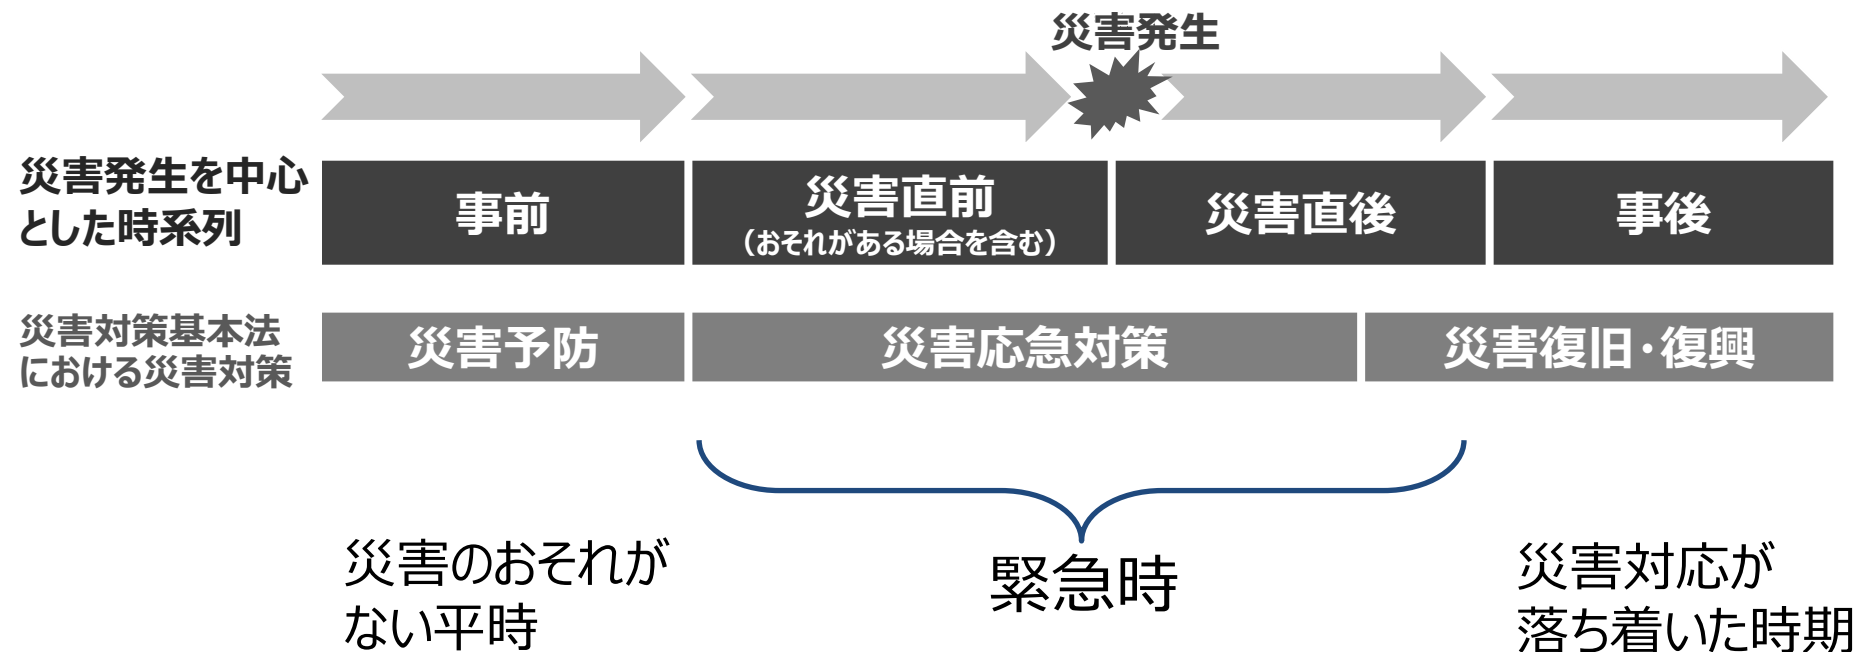 災害発生
災害発生を中心
とした時系列
事前
災害直前
（おそれがある場合を含む）
災害直後
事後
災害対策基本法
における災害対策
災害予防
災害応急対策
災害復旧・復興
災害のおそれが
ない平時
緊急時
災害対応が
落ち着いた時期